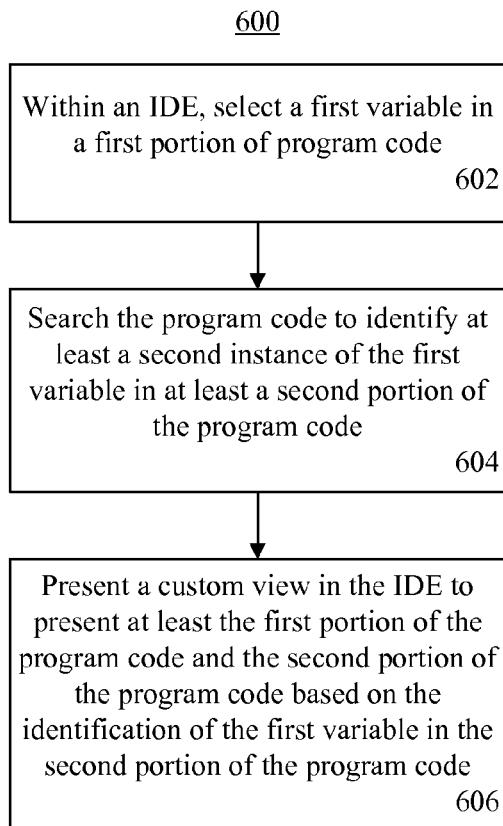 600
Within an IDE, select a first variable in
a first portion of program code
602
Search the program code to identify at
least a second instance of the first
variable in at least a second portion of
the program code
604
Present a custom view in the IDE to
present at least the first portion of the
program code and the second portion of
the program code based on the
identification of the first variable in the
second portion of the program code
606